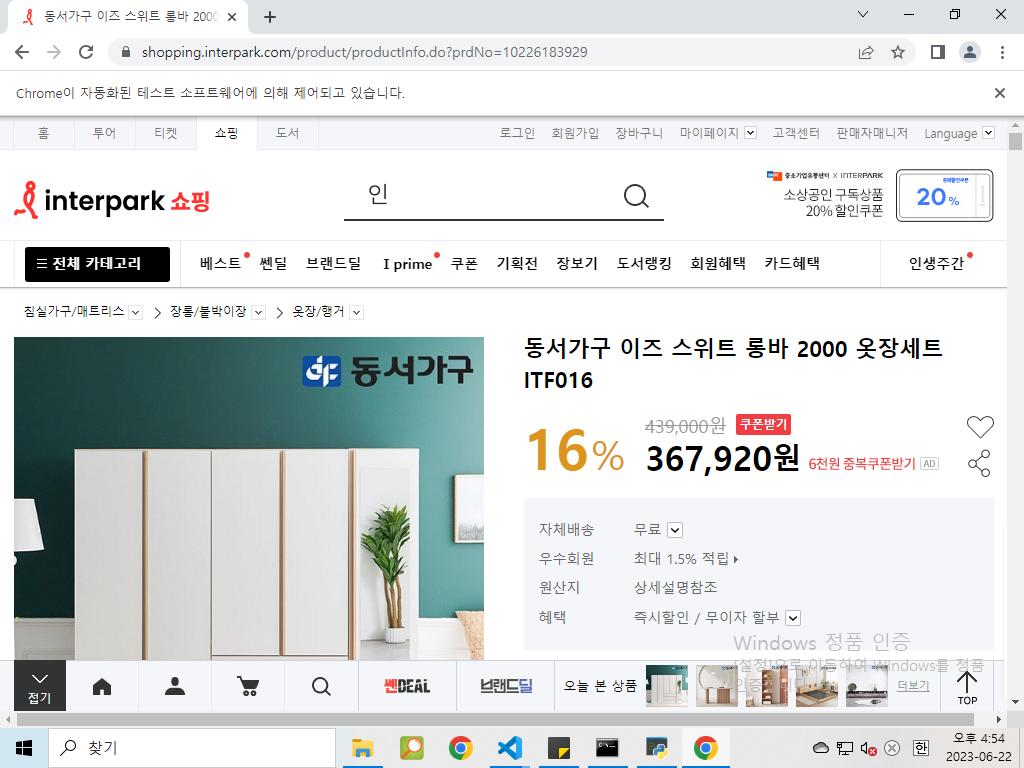 동서가구 이즈 스위트 롱바 2000
shopping.interpark.com/product/productInfo.do?prdNo=10226183929
Chrome이 자동화된 테스트 소프트웨어에 의해 제어되고 있습니다.
홈 투어 티켓 쇼핑 도서 로그인 회원가입 장바구니 마이페이지 고객센터 판매자매니저 Language
interpark 쇼핑
인
중소기업유통센터 X INTERPARK
소상공인 구독상품
20% 할인쿠폰
20%
전체 카테고리 베스트 쎈딜 브랜드딜 I prime 쿠폰 기획전 장보기 도서랭킹 회원혜택 카드혜택 인생주간
침실가구/매트리스 장롱/붙박이장 옷장/행거
동서가구
동서가구 이즈 스위트 롱바 2000 옷장세트
ITF016
16%
439,000원 쿠폰받기
367,920원 6천원 중복쿠폰받기 AD
자체배송 무료
우수회원 최대 1.5% 적립
원산지 상세설명참조
혜택 즉시할인 / 무이자 할부
Windows 정품 인증
[설정]으로 이동하여 Windows를 정품
접기
쎈DEAL
브랜드딜
오늘 본 상품
더보기
TOP
찾기
한
오후 4:54
2023-06-22